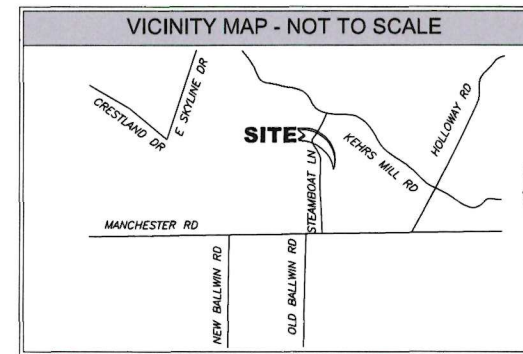 VICINITY MAP - NOT TO SCALE
CRESTLAND DR
E SKYLINE DR
SITE
STEAMBOAT LN
KEHRS MILL RD
HOLLOWAY RD
MANCHESTER RD
NEW BALLWIN RD
OLD BALLWIN RD